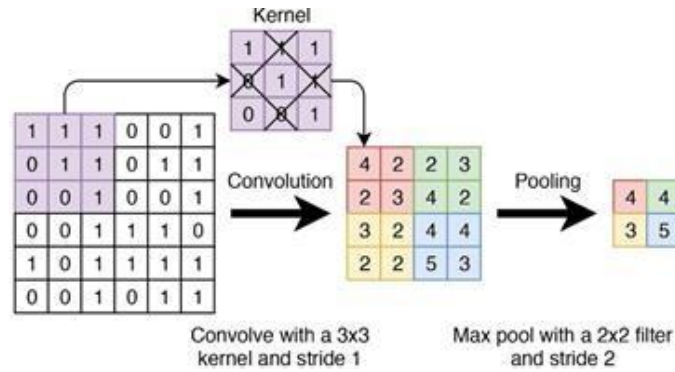 Kernel
1 1 1
0 1 1
0 0 1
1 1 1 0 0 1
0 1 1 0 1 1
0 0 1 0 0 1
0 0 1 1 1 0
1 0 1 1 1 1
0 0 1 0 1 1
Convolution
4 2 2 3
2 3 4 2
3 2 4 4
2 2 5 3
Pooling
4 4
3 5
Convolve with a 3x3
kernel and stride 1
Max pool with a 2x2 filter
and stride 2